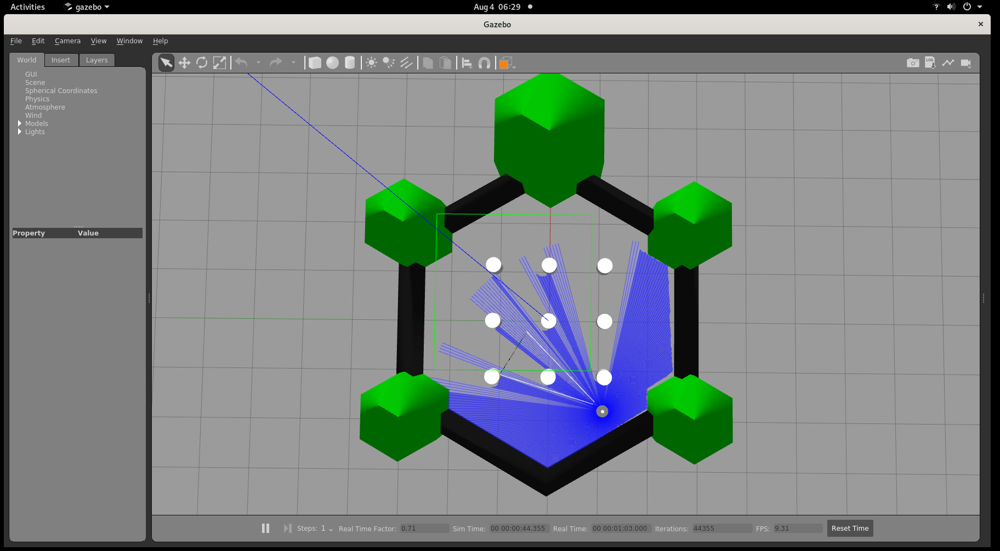 Activities gazebo Aug 4 06:29
Gazebo
File Edit Camera View Window Help
World Insert Layers
GUI
Scene
Spherical Coordinates
Physics
Atmosphere
Wind
Models
Lights
Property Value
LOG
Steps: 1 Real Time Factor: 0.71 Sim Time: 00 00:00:44.355 Real Time: 00 00:01:03.000 Iterations: 44355 FPS: 9.31 Reset Time